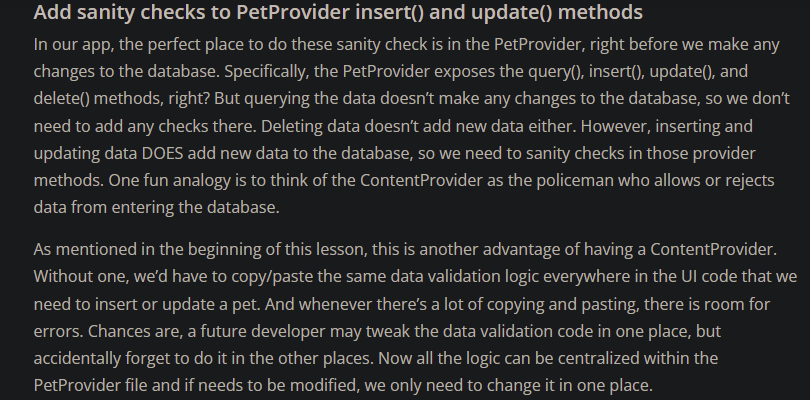 Add sanity checks to PetProvider insert() and update() methods
In our app, the perfect place to do these sanity check is in the PetProvider, right before we make any
changes to the database. Specifically, the PetProvider exposes the query(), insert(), update(), and
delete() methods, right? But querying the data doesn’t make any changes to the database, so we don’t
need to add any checks there. Deleting data doesn’t add new data either. However, inserting and
updating data DOES add new data to the database, so we need to sanity checks in those provider
methods. One fun analogy is to think of the ContentProvider as the policeman who allows or rejects
data from entering the database.
As mentioned in the beginning of this lesson, this is another advantage of having a ContentProvider.
Without one, we’d have to copy/paste the same data validation logic everywhere in the UI code that we
need to insert or update a pet. And whenever there’s a lot of copying and pasting, there is room for
errors. Chances are, a future developer may tweak the data validation code in one place, but
accidentally forget to do it in the other places. Now all the logic can be centralized within the
PetProvider file and if needs to be modified, we only need to change it in one place.